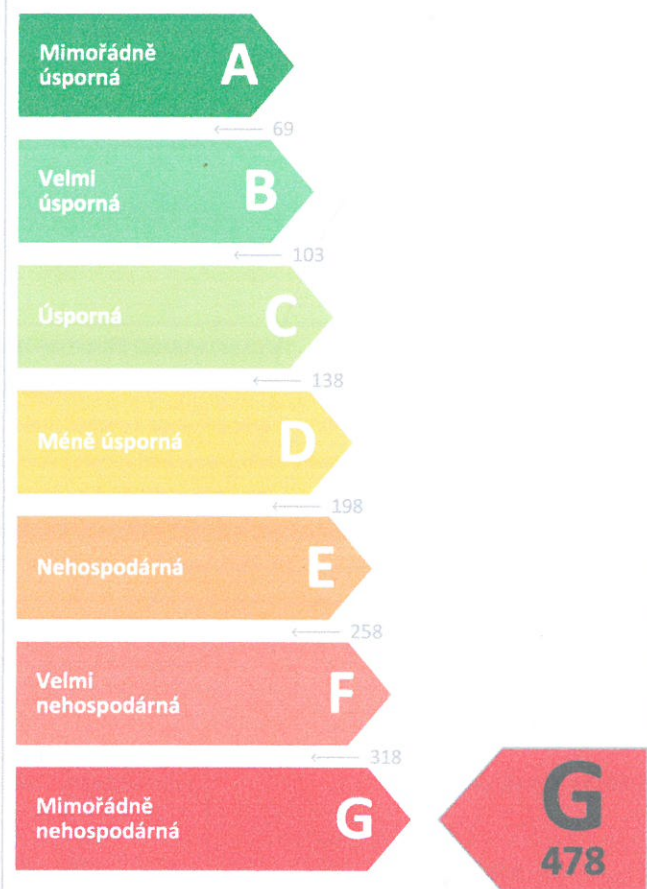 Mimořádně
úsporná
A
← 69
Velmi
úsporná
B
← 103
Úsporná
C
← 138
Méně úsporná
D
← 198
Nehospodárná
E
← 258
Velmi
nehospodárná
F
← 318
Mimořádně
nehospodárná
G
G
478